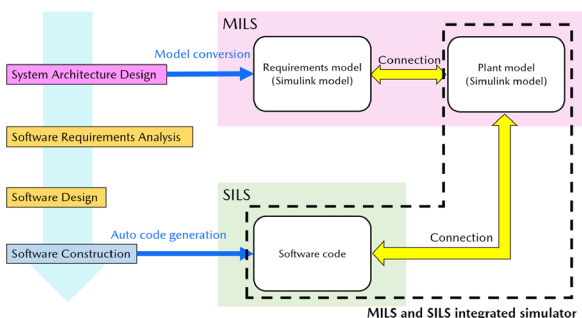 MILS
Model conversion
System Architecture Design
Requirements model
(Simulink model)
Connection
Plant model
(Simulink model)
Software Requirements Analysis
Software Design
SILS
Auto code generation
Software Construction
Software code
Connection
MILS and SILS integrated simulator